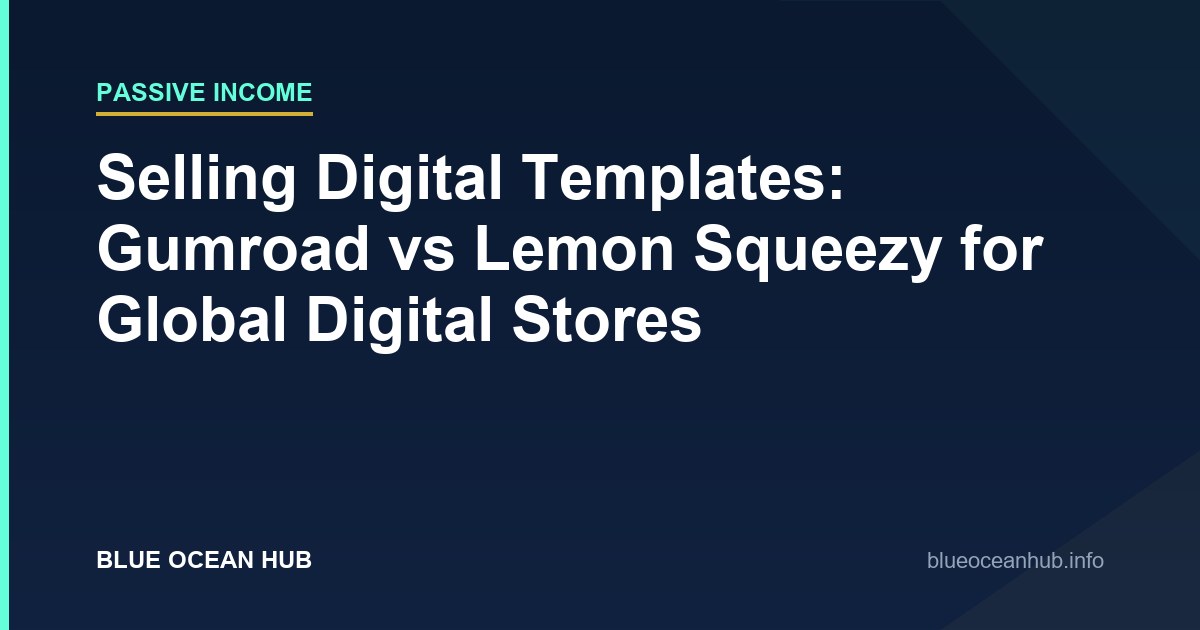 PASSIVE INCOME
Selling Digital Templates:
Gumroad vs Lemon Squeezy for
Global Digital Stores
BLUE OCEAN HUB
blueoceanhub.info